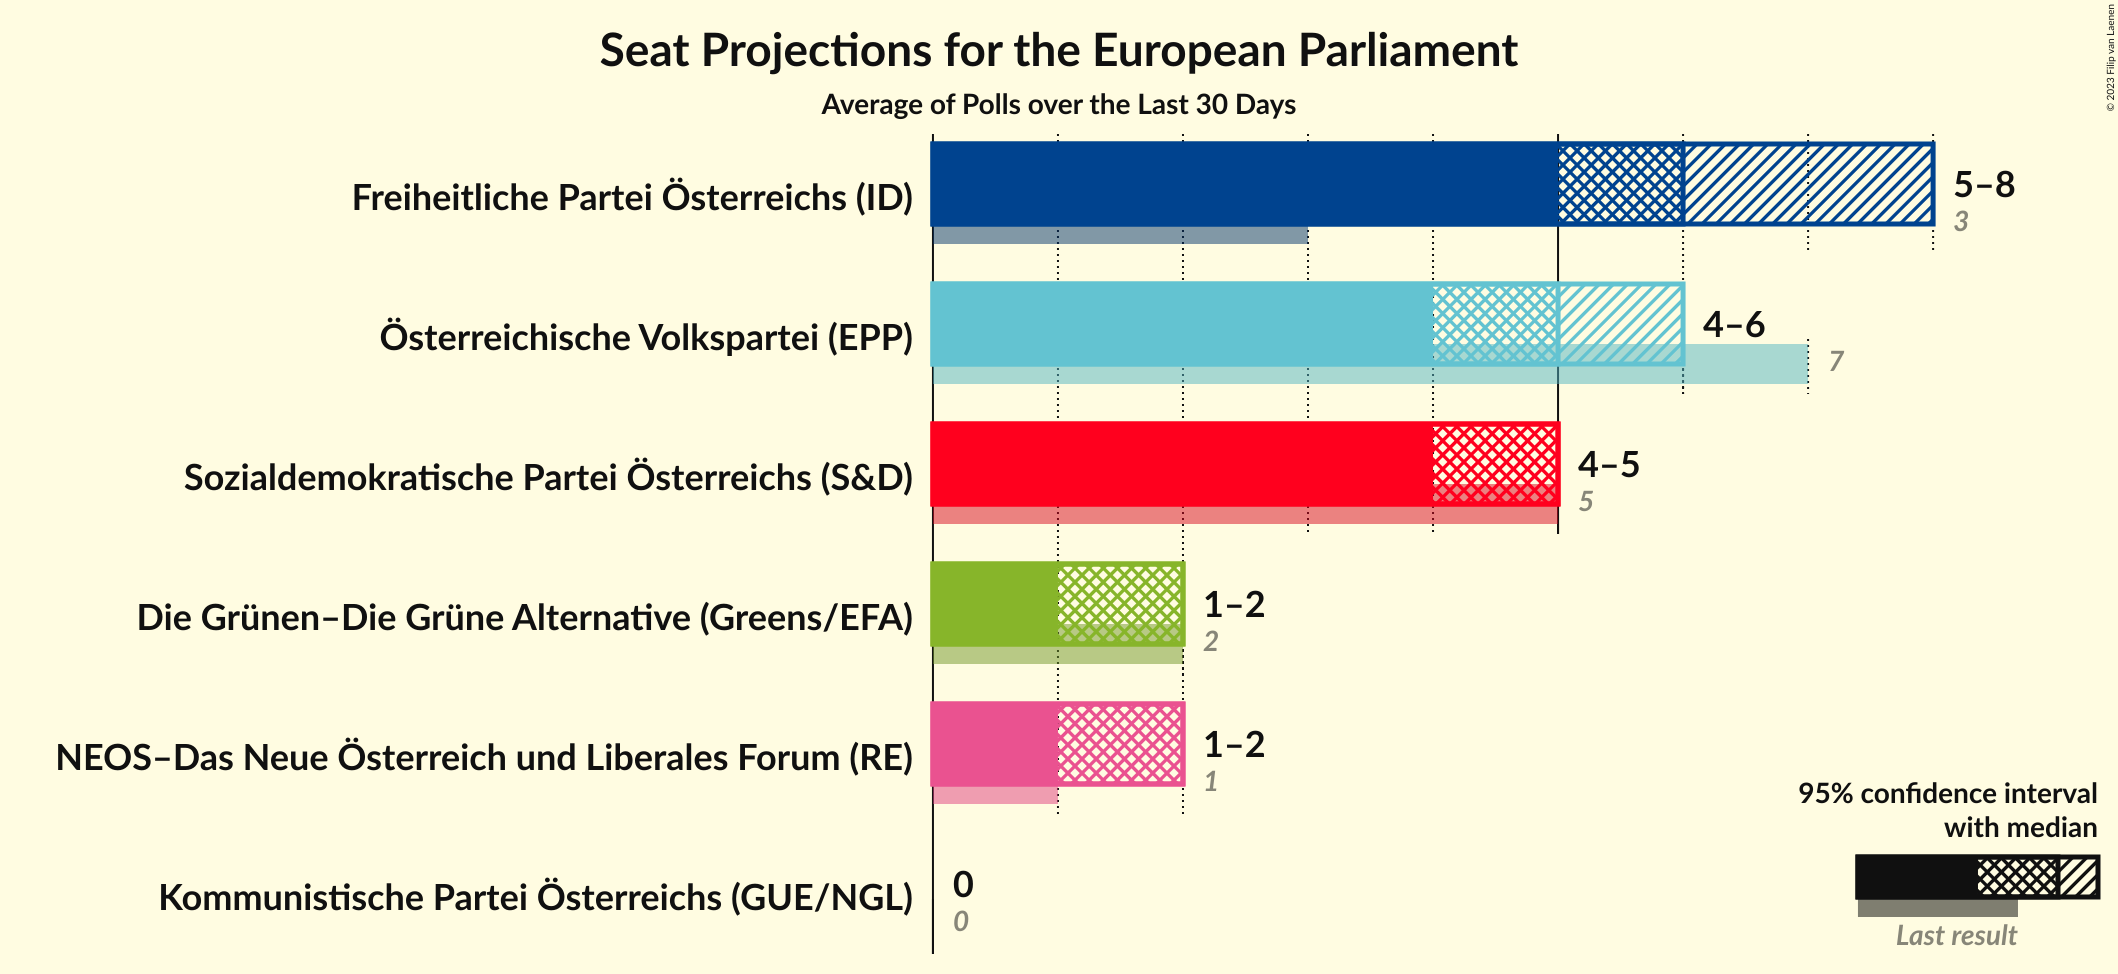 Seat Projections for the European Parliament
Average of Polls over the Last 30 Days
© 2023 Filip van Laenen
Freiheitliche Partei Österreichs (ID)
5–8
3
Österreichische Volkspartei (EPP)
4–6
7
Sozialdemokratische Partei Österreichs (S&D)
4–5
5
Die Grünen–Die Grüne Alternative (Greens/EFA)
1–2
2
NEOS–Das Neue Österreich und Liberales Forum (RE)
1–2
1
Kommunistische Partei Österreichs (GUE/NGL)
0
0
95% confidence interval
with median
Last result